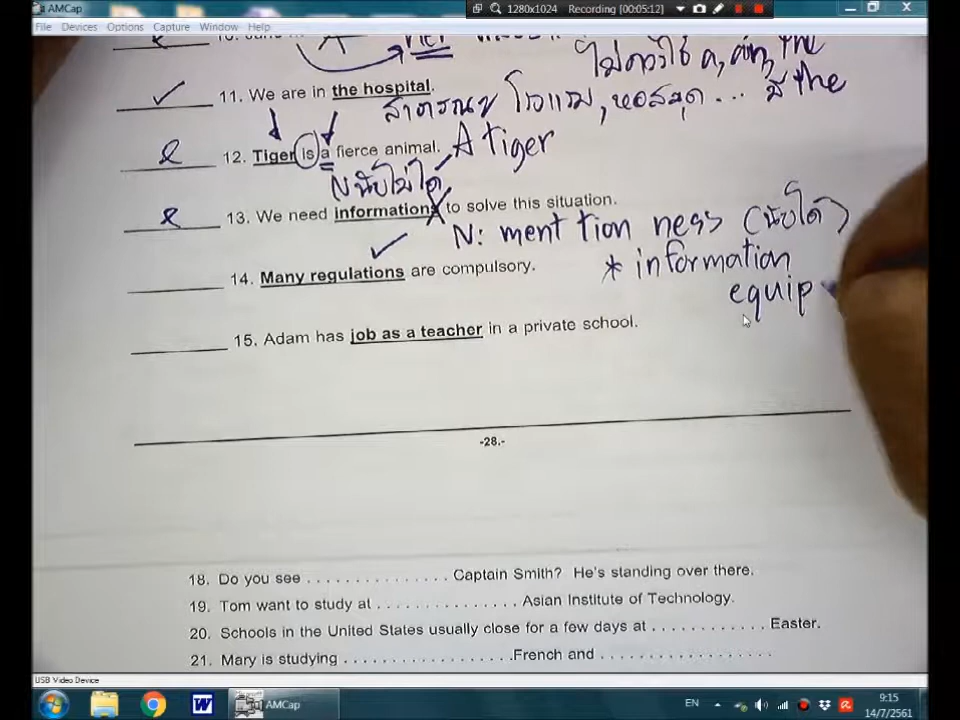 AMCap
1280x1024 Recording [00:05:12]
File Devices Options Capture Window Help
ไม่ควรใช้ a, an, the
11. We are in the hospital.
สาธารณะ โรงแรม, หอสมุด... มี the
12. Tiger is a fierce animal. A tiger
N นับไม่ได้
13. We need informations to solve this situation.
N: ment tion ness (นับได้)
14. Many regulations are compulsory.
* information
equip
15. Adam has job as a teacher in a private school.
-28.-
18. Do you see . . . . . . . . . . . . . . . Captain Smith? He's standing over there.
19. Tom want to study at . . . . . . . . . . . . . . . Asian Institute of Technology.
20. Schools in the United States usually close for a few days at . . . . . . . . . . . . Easter.
21. Mary is studying . . . . . . . . . . . . . . . . . .French and . . . . . . . . . . . . . . . . . .
USB Video Device
AMCap
EN
9:15
14/7/2561